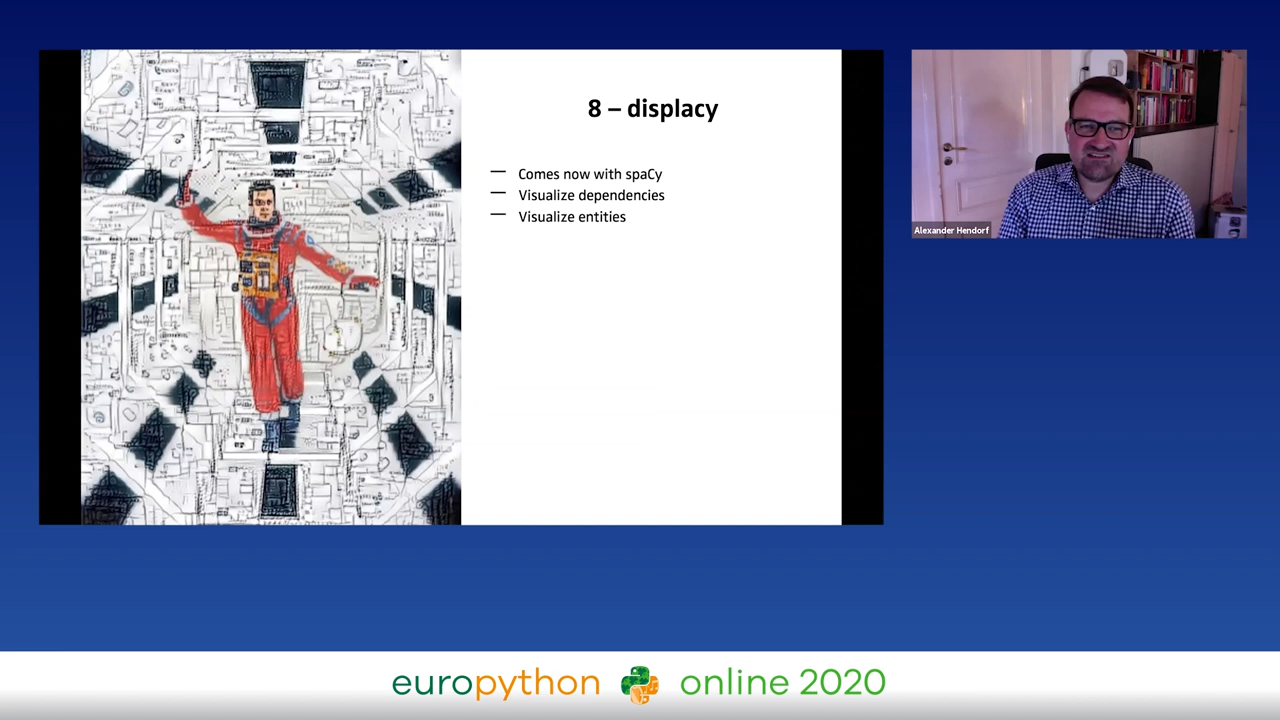 8 – displacy
— Comes now with spaCy
— Visualize dependencies
— Visualize entities
Alexander Hendorf
europython online 2020